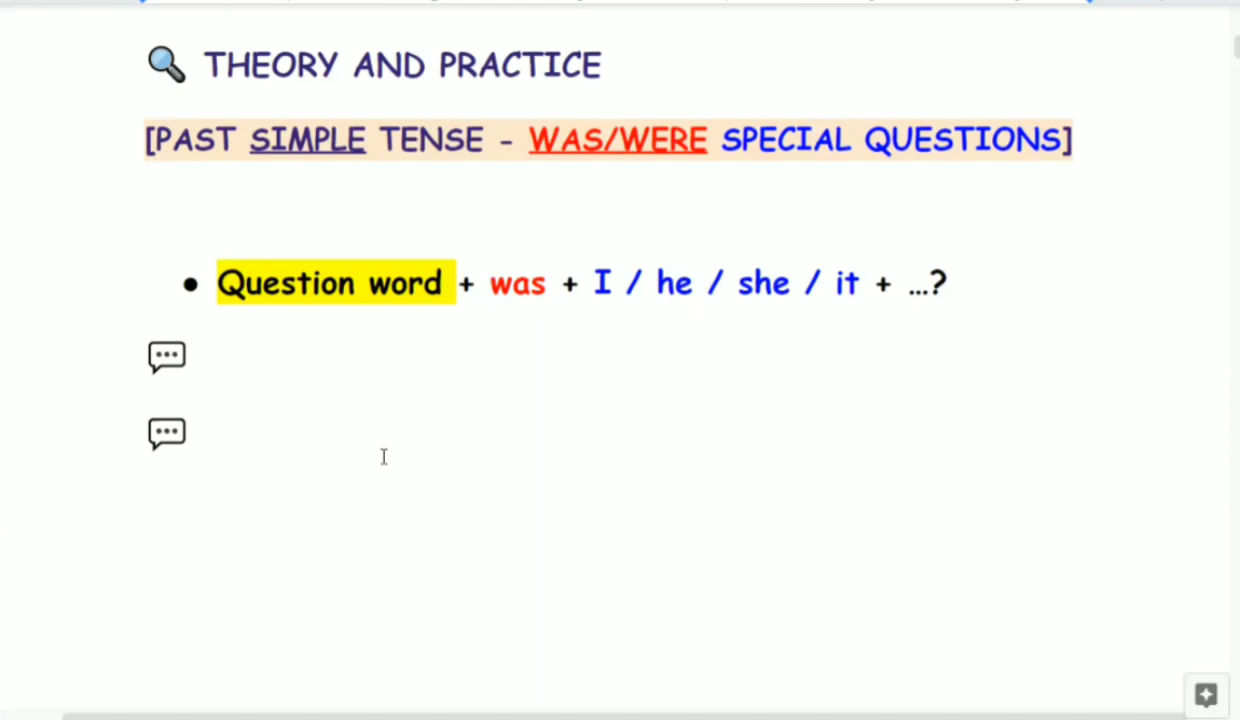 THEORY AND PRACTICE
[PAST SIMPLE TENSE - WAS/WERE SPECIAL QUESTIONS]
● Question word + was + I / he / she / it + ...?